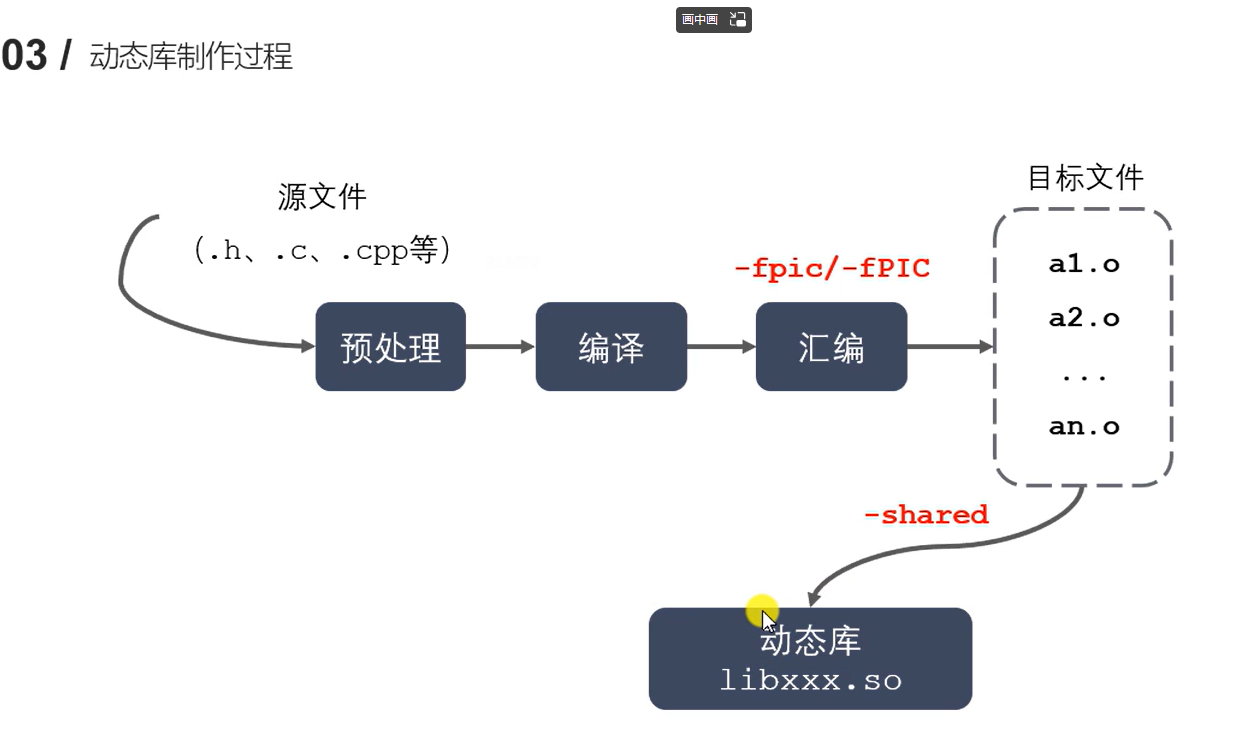 画中画
03 / 动态库制作过程
源文件
（.h、.c、.cpp等）
预处理
编译
-fpic/-fPIC
汇编
目标文件
a1.o
a2.o
...
an.o
-shared
动态库
libxxx.so